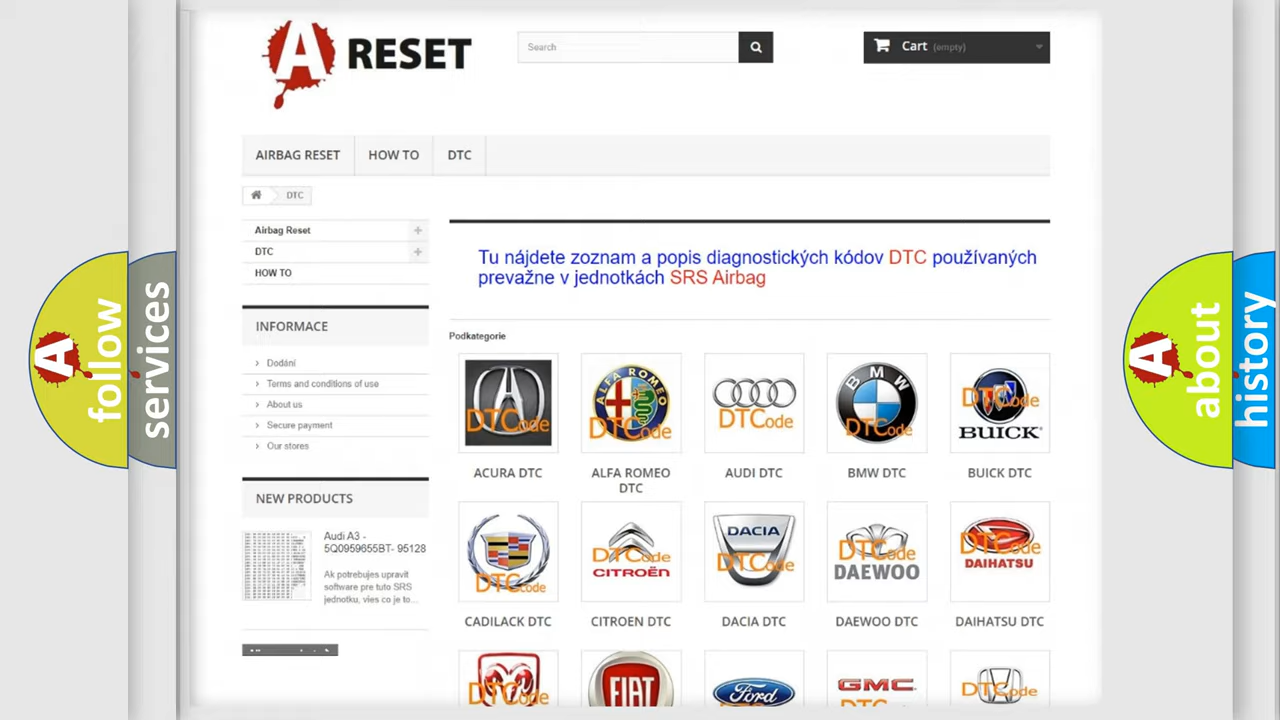 A RESET
Search
Cart (empty)
AIRBAG RESET
HOW TO
DTC
DTC
Airbag Reset
DTC
HOW TO
INFORMACE
Dodání
Terms and conditions of use
About us
Secure payment
Our stores
NEW PRODUCTS
Audi A3 -
5Q0959655BT- 95128
Ak potrebujes upravit
software pre tuto SRS
jednotku, vies co je to...
Tu nájdete zoznam a popis diagnostických kódov DTC používaných
prevažne v jednotkách SRS Airbag
Podkategorie
DTCode
ALFA ROMEO
DTCode
DTCode
BMW
DTCode
DTCode
BUICK
ACURA DTC
ALFA ROMEO
DTC
AUDI DTC
BMW DTC
BUICK DTC
DTCode
DTCode
CITROËN
DACIA
DTCode
DTCode
DAEWOO
DTCode
DAIHATSU
CADILACK DTC
CITROEN DTC
DACIA DTC
DAEWOO DTC
DAIHATSU DTC
DTCode
FIAT
Ford
GMC
DTCode
A follow
services
A about
history